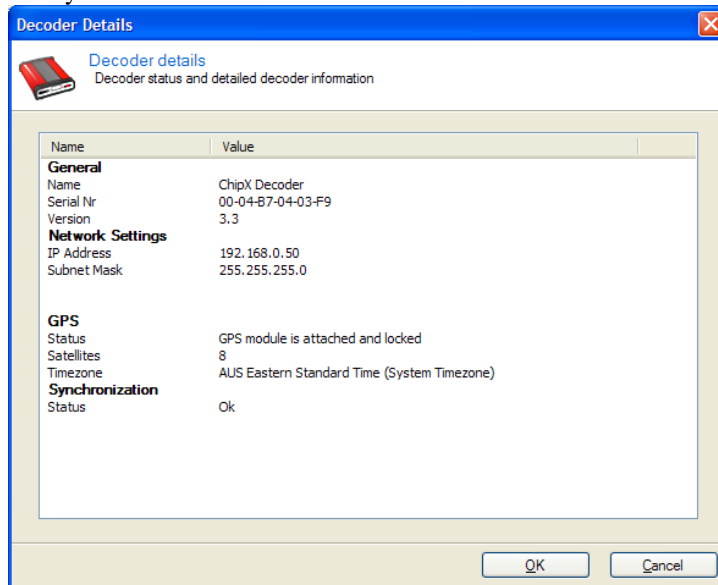 Decoder Details
Decoder details
Decoder status and detailed decoder information
Name Value
General
Name ChipX Decoder
Serial Nr 00-04-B7-04-03-F9
Version 3.3
Network Settings
IP Address 192.168.0.50
Subnet Mask 255.255.255.0
GPS
Status GPS module is attached and locked
Satellites 8
Timezone AUS Eastern Standard Time (System Timezone)
Synchronization
Status Ok
OK Cancel